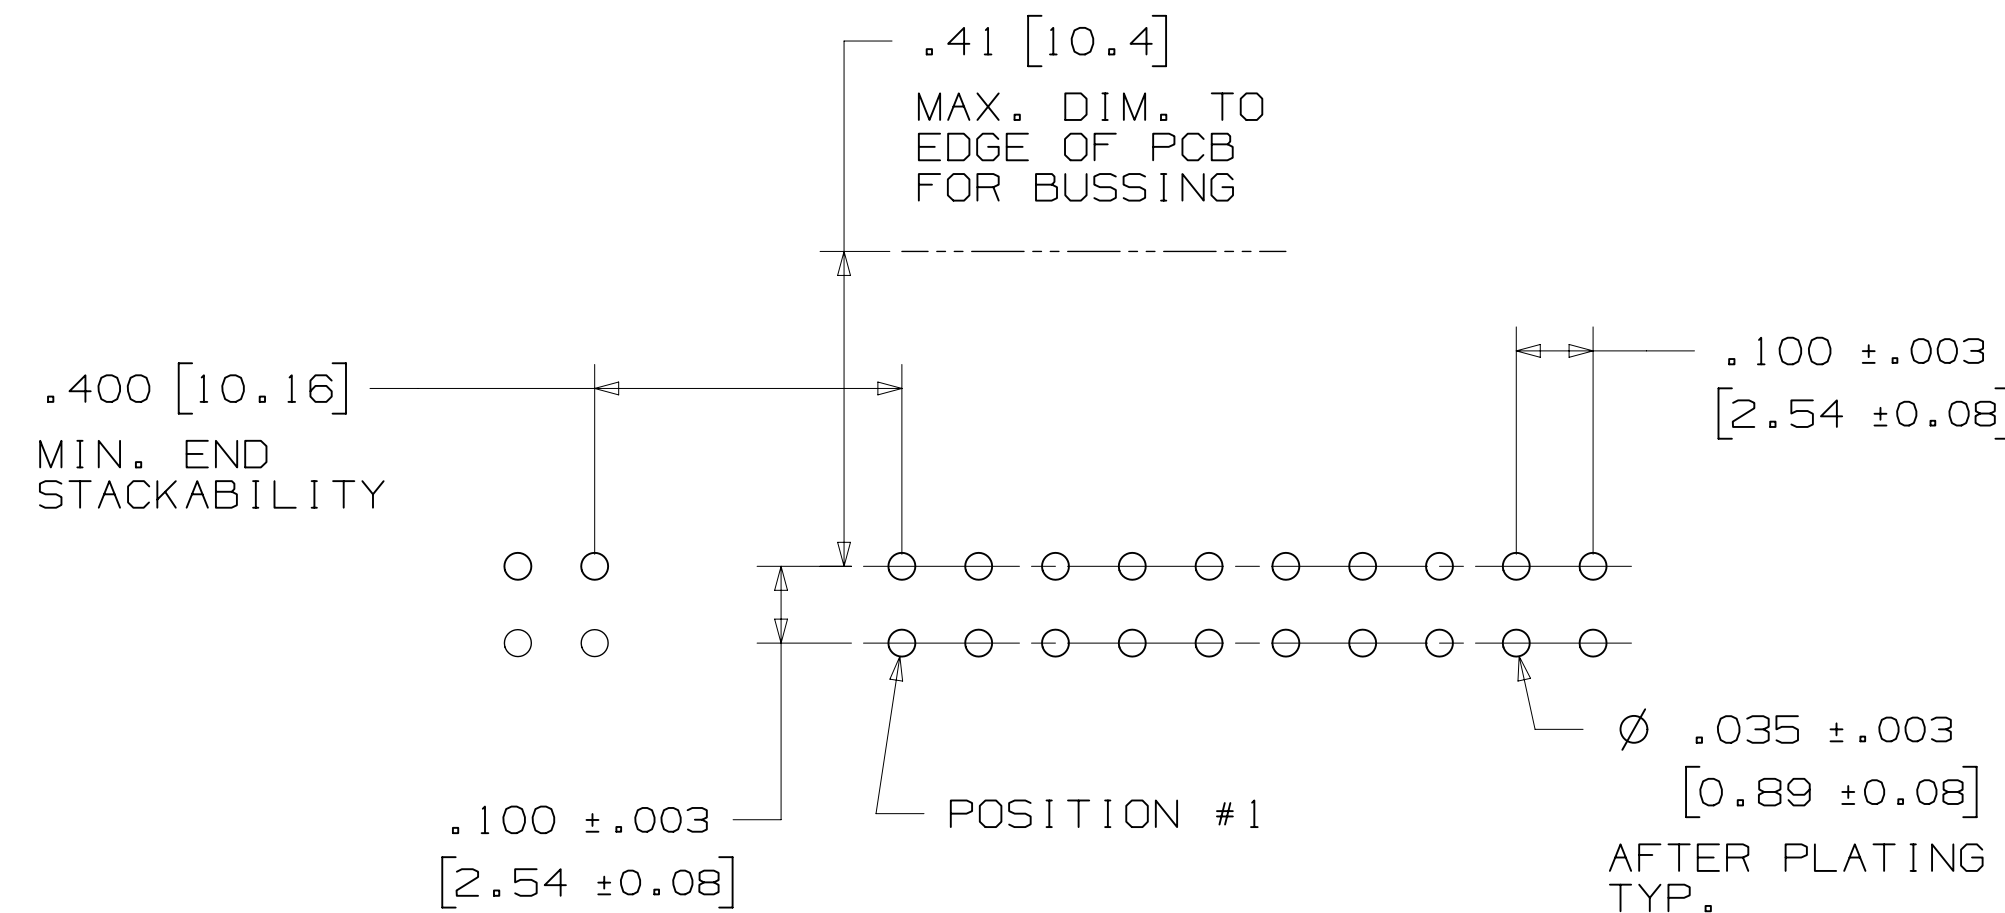 .41 [10.4]
MAX. DIM. TO
EDGE OF PCB
FOR BUSSING
.400 [10.16]
MIN. END
STACKABILITY
.100 ±.003
[2.54 ±0.08]
Ø .035 ±.003
[0.89 ±0.08]
AFTER PLATING
TYP.
POSITION #1
.100 ±.003
[2.54 ±0.08]